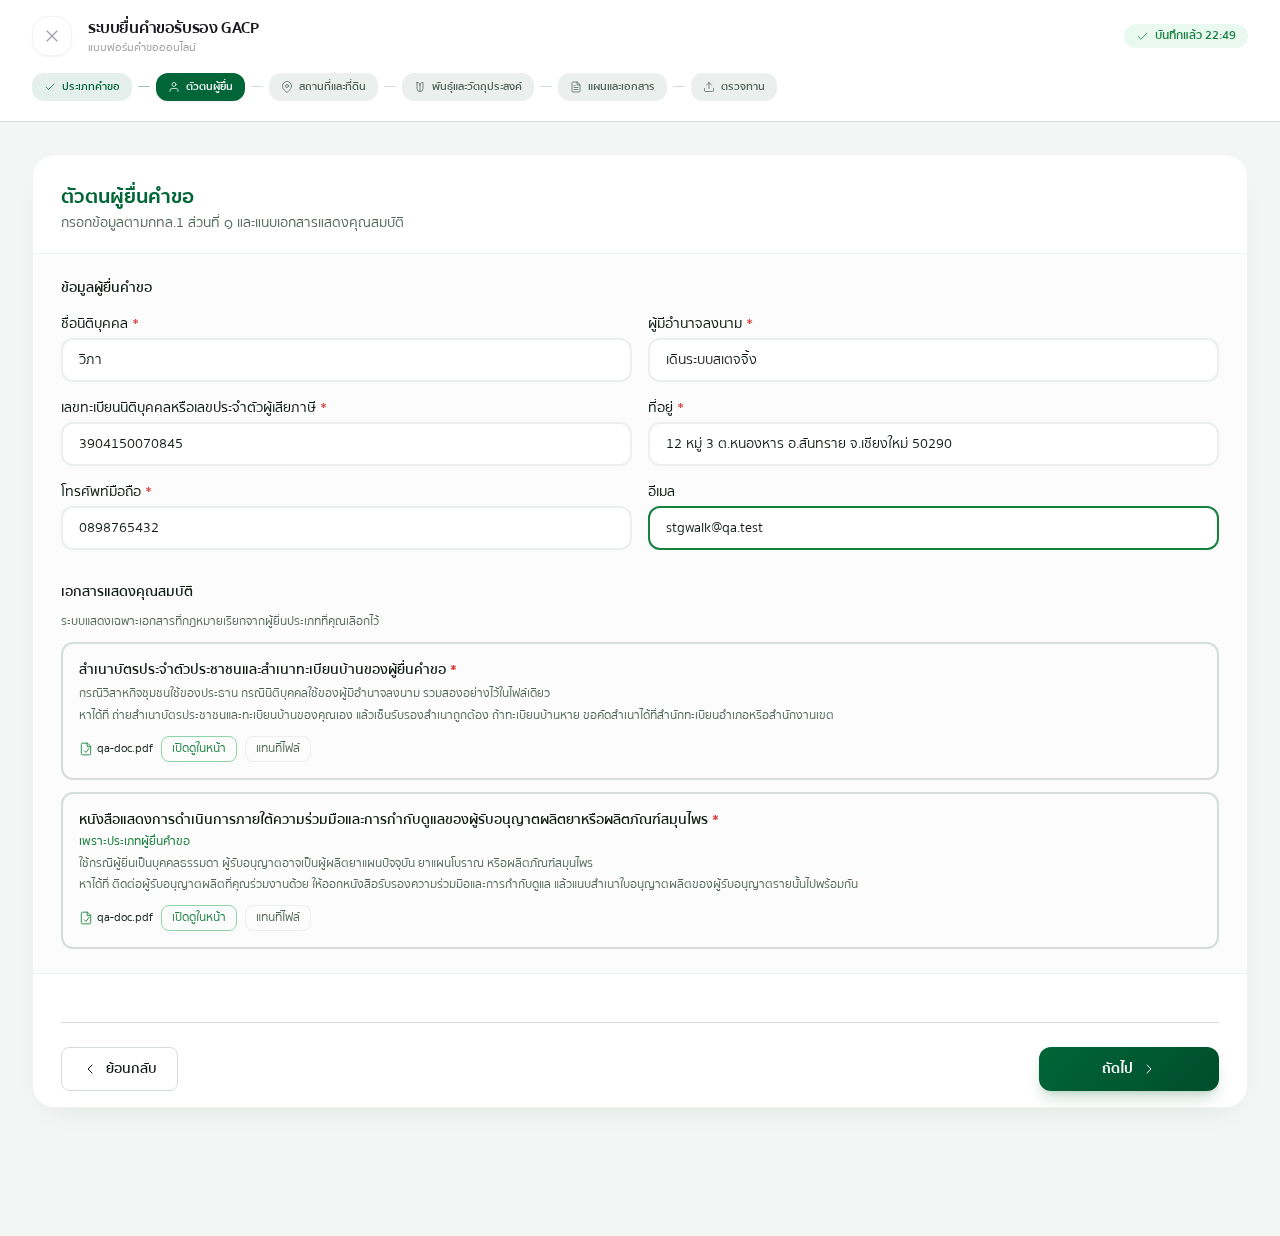 ระบบยื่นคำขอรับรอง GACP
แบบฟอร์มคำขอออนไลน์
บันทึกแล้ว 22:49
ประเภทคำขอ
ตัวตนผู้ยื่น
สถานที่และที่ดิน
พันธุ์และวัตถุประสงค์
แผนและเอกสาร
ตรวจทาน
ตัวตนผู้ยื่นคำขอ
กรอกข้อมูลตามกทล.1 ส่วนที่ ๑ และแนบเอกสารแสดงคุณสมบัติ
ข้อมูลผู้ยื่นคำขอ
ชื่อนิติบุคคล *
ผู้มีอำนาจลงนาม *
วิภา
เดินระบบสเตจจิ้ง
เลขทะเบียนนิติบุคคลหรือเลขประจำตัวผู้เสียภาษี *
ที่อยู่ *
3904150070845
12 หมู่ 3 ต.หนองหาร อ.สันทราย จ.เชียงใหม่ 50290
โทรศัพท์มือถือ *
อีเมล
0898765432
stgwalk@qa.test
เอกสารแสดงคุณสมบัติ
ระบบแสดงเฉพาะเอกสารที่กฎหมายเรียกจากผู้ยื่นประเภทที่คุณเลือกไว้
สำเนาบัตรประจำตัวประชาชนและสำเนาทะเบียนบ้านของผู้ยื่นคำขอ *
กรณีวิสาหกิจชุมชนใช้ของประธาน กรณีนิติบุคคลใช้ของผู้มีอำนาจลงนาม รวมสองอย่างไว้ในไฟล์เดียว
หาได้ที่ ถ่ายสำเนาบัตรประชาชนและทะเบียนบ้านของคุณเอง แล้วเซ็นรับรองสำเนาถูกต้อง ถ้าทะเบียนบ้านหาย ขอคัดสำเนาได้ที่สำนักทะเบียนอำเภอหรือสำนักงานเขต
qa-doc.pdf
เปิดดูในหน้า
แทนที่ไฟล์
หนังสือแสดงการดำเนินการภายใต้ความร่วมมือและการกำกับดูแลของผู้รับอนุญาตผลิตยาหรือผลิตภัณฑ์สมุนไพร *
เพราะประเภทผู้ยื่นคำขอ
ใช้กรณีผู้ยื่นเป็นบุคคลธรรมดา ผู้รับอนุญาตอาจเป็นผู้ผลิตยาแผนปัจจุบัน ยาแผนโบราณ หรือผลิตภัณฑ์สมุนไพร
หาได้ที่ ติดต่อผู้รับอนุญาตผลิตที่คุณร่วมงานด้วย ให้ออกหนังสือรับรองความร่วมมือและการกำกับดูแล แล้วแนบสำเนาใบอนุญาตผลิตของผู้รับอนุญาตรายนั้นไปพร้อมกัน
qa-doc.pdf
เปิดดูในหน้า
แทนที่ไฟล์
ย้อนกลับ
ถัดไป